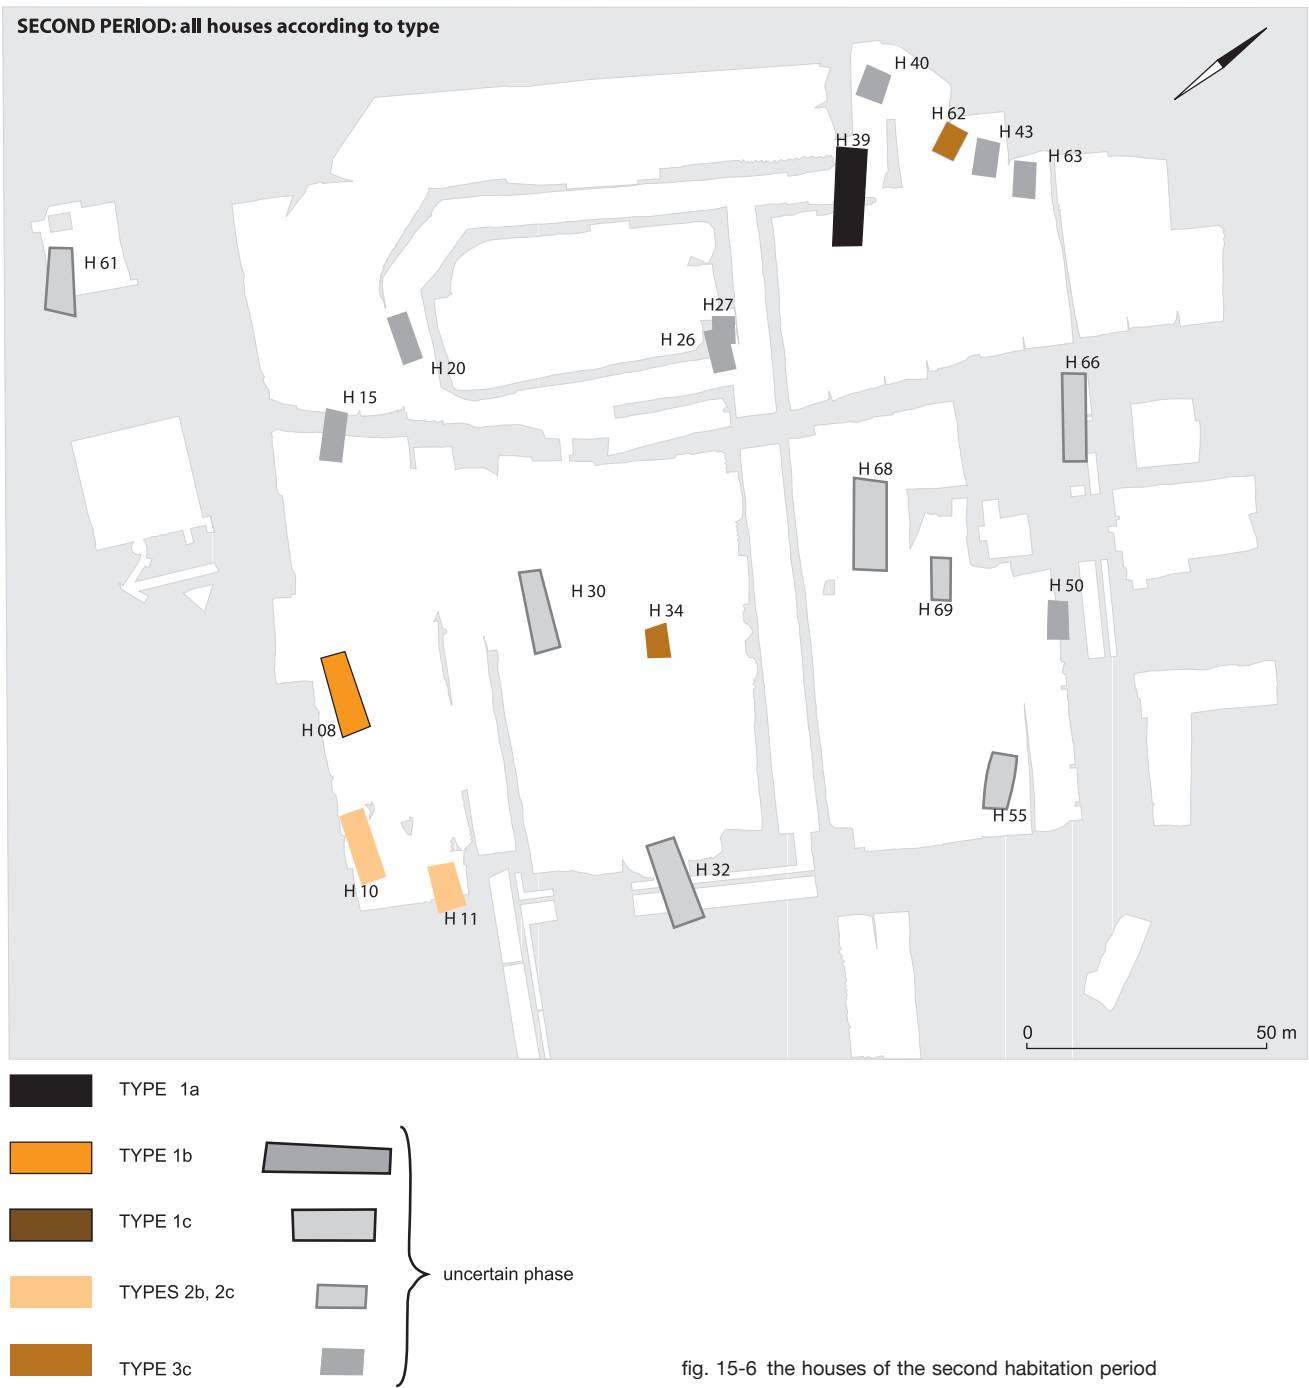 SECOND PERIOD: all houses according to type
H 40
H 62
H 43
H 39
H 63
H 61
H27
H 26
H 20
H 66
H 15
H 68
H 30
H 34
H 69
H 50
H 08
H 55
H 32
H 10
H 11
0 50 m
TYPE 1a
TYPE 1b
TYPE 1c
uncertain phase
TYPES 2b, 2c
TYPE 3c
fig. 15-6 the houses of the second habitation period